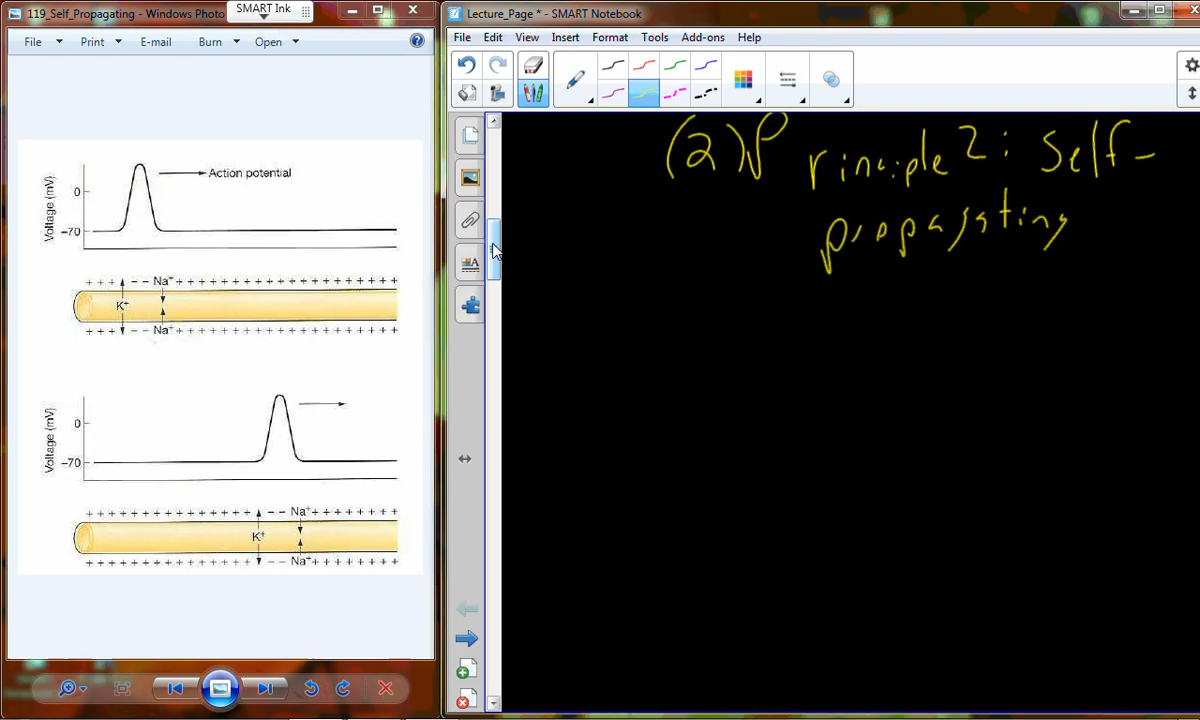 119_Self_Propagating - Windows Photo
SMART Ink
File Print E-mail Burn Open
Action potential
Voltage (mV)
0
-70
+ + + + - - Na+ + + + + + + + + + + + + + + + + + + +
K+
+ + + - - Na+ + + + + + + + + + + + + + + + + + + +
Voltage (mV)
0
-70
+ + + + + + + + + + + + + + + + + - - Na+ + + + + + + + +
K+
+ + + + + + + + + + + + + + + + + - - Na+ + + + + + + + +
Lecture_Page * - SMART Notebook
File Edit View Insert Format Tools Add-ons Help
(2) Principle 2: Self-
propagating